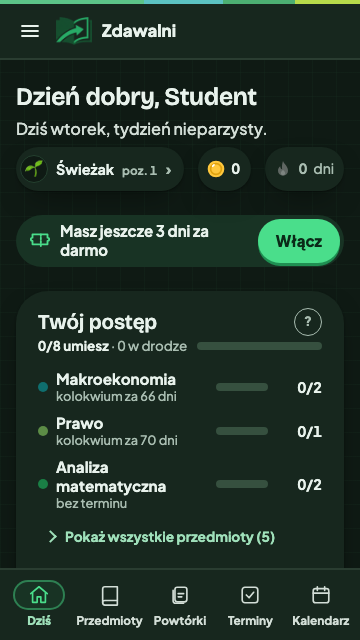 Zdawalni
Dzień dobry, Student
Dziś wtorek, tydzień nieparzysty.
Świeżak poz. 1 › 0 0 dni
Masz jeszcze 3 dni za
darmo
Włącz
Twój postęp ?
0/8 umiesz · 0 w drodze
Makroekonomia
kolokwium za 66 dni
0/2
Prawo
kolokwium za 70 dni
0/1
Analiza
matematyczna
bez terminu
0/2
Pokaż wszystkie przedmioty (5)
Dziś Przedmioty Powtórki Terminy Kalendarz